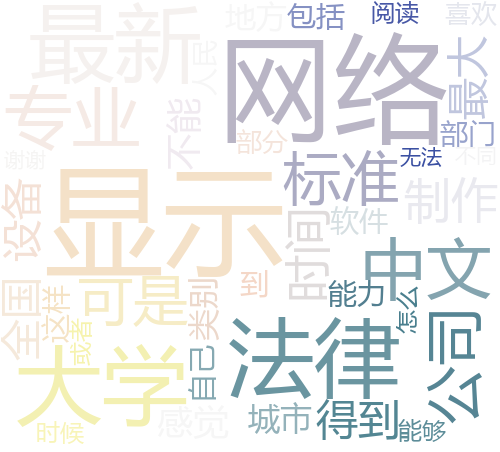 最新
地方
包括
阅读
喜欢
人民
网络
最大
专业
不能
部门
部分
标准
无法
不同
谢谢
显示
设备
制作
时间
软件
中文
全国
这样
可是
类别
到
能力
怎么
公司
或者
大学
法律
自己
得到
城市
感觉
时候
能够